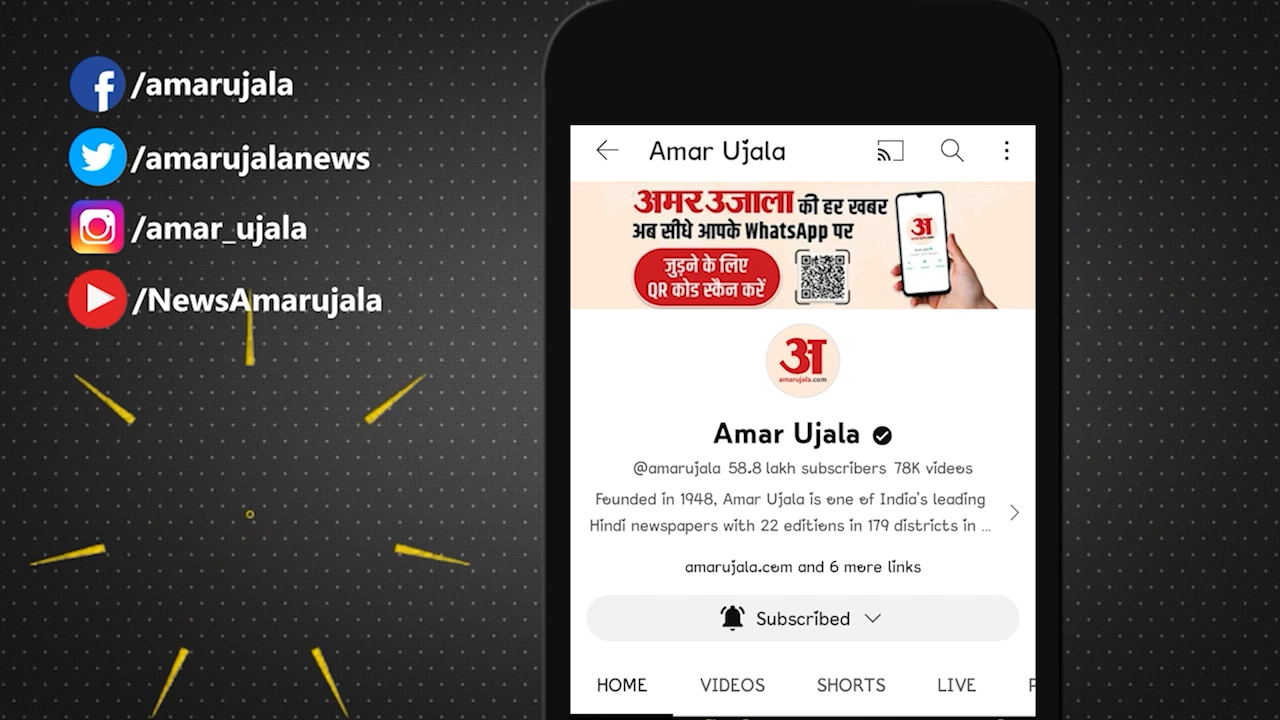 /amarujala
/amarujalanews
/amar_ujala
/NewsAmarujala
Amar Ujala
अमर उजाला की हर खबर
अब सीधे आपके WhatsApp पर
जुड़ने के लिए
QR कोड स्कैन करें
अ
अ
amarujala.com
Amar Ujala
@amarujala 58.8 lakh subscribers 78K videos
Founded in 1948, Amar Ujala is one of India's leading
Hindi newspapers with 22 editions in 179 districts in ...
amarujala.com and 6 more links
Subscribed
HOME VIDEOS SHORTS LIVE